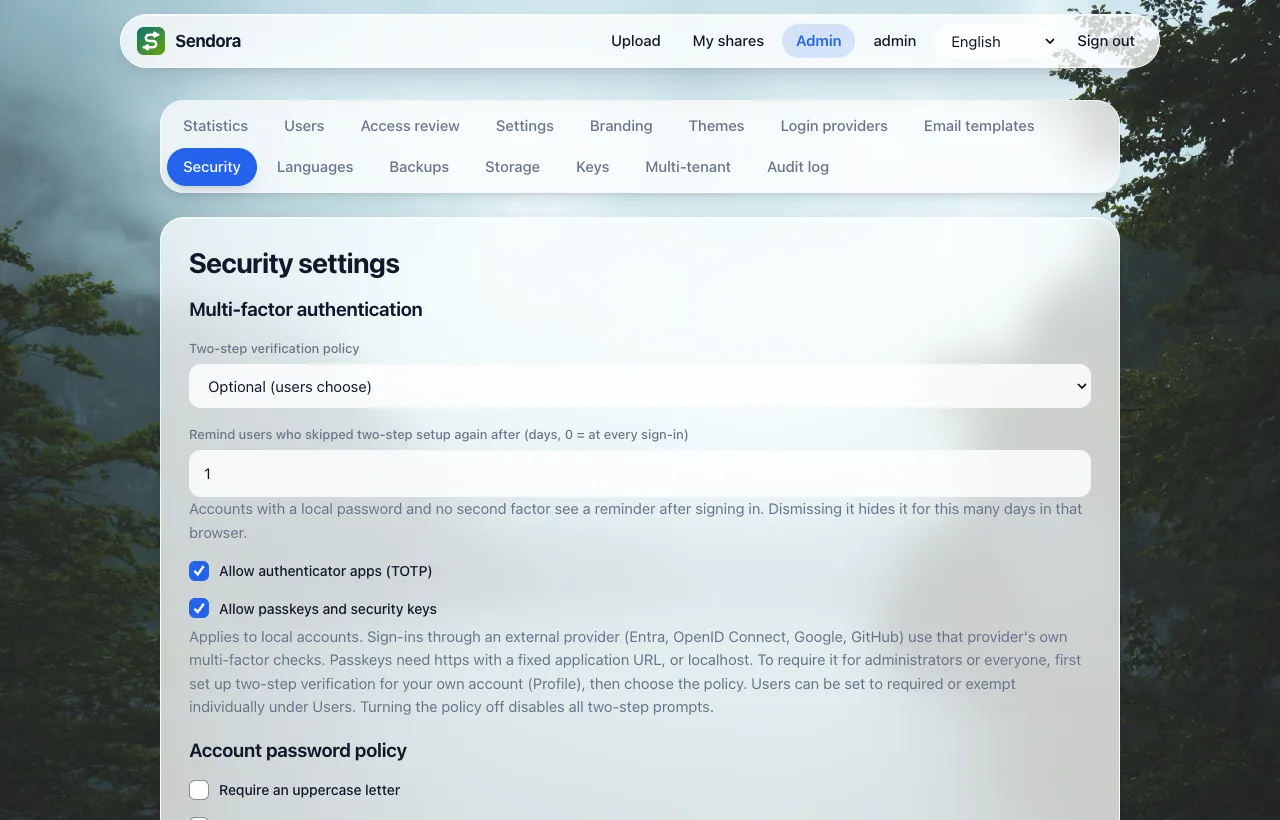 Sendora
Upload
My shares
Admin
admin
English
Sign out
Statistics
Users
Access review
Settings
Branding
Themes
Login providers
Email templates
Security
Languages
Backups
Storage
Keys
Multi-tenant
Audit log
Security settings
Multi-factor authentication
Two-step verification policy
Optional (users choose)
Remind users who skipped two-step setup again after (days, 0 = at every sign-in)
1
Accounts with a local password and no second factor see a reminder after signing in. Dismissing it hides it for this many days in that
browser.
Allow authenticator apps (TOTP)
Allow passkeys and security keys
Applies to local accounts. Sign-ins through an external provider (Entra, OpenID Connect, Google, GitHub) use that provider's own
multi-factor checks. Passkeys need https with a fixed application URL, or localhost. To require it for administrators or everyone, first
set up two-step verification for your own account (Profile), then choose the policy. Users can be set to required or exempt
individually under Users. Turning the policy off disables all two-step prompts.
Account password policy
Require an uppercase letter